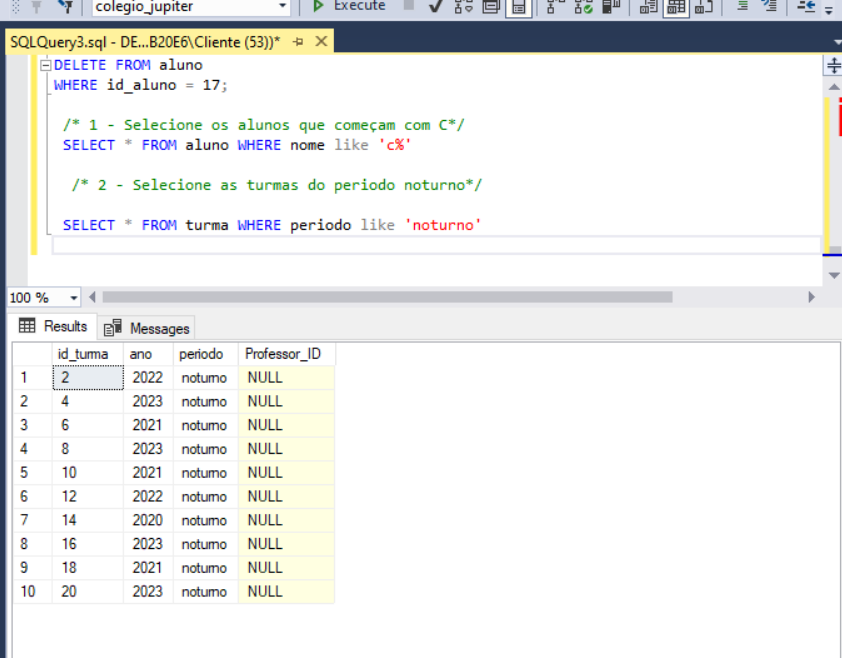 colegio_jupiter Execute
SQLQuery3.sql - DE...B20E6\Cliente (53))*
DELETE FROM aluno
WHERE id_aluno = 17;
/* 1 - Selecione os alunos que começam com C*/
SELECT * FROM aluno WHERE nome like 'c%'
/* 2 - Selecione as turmas do periodo noturno*/
SELECT * FROM turma WHERE periodo like 'noturno'
100 %
Results Messages
id_turma ano periodo Professor_ID
1 2 2022 noturno NULL
2 4 2023 noturno NULL
3 6 2021 noturno NULL
4 8 2023 noturno NULL
5 10 2021 noturno NULL
6 12 2022 noturno NULL
7 14 2020 noturno NULL
8 16 2023 noturno NULL
9 18 2021 noturno NULL
10 20 2023 noturno NULL